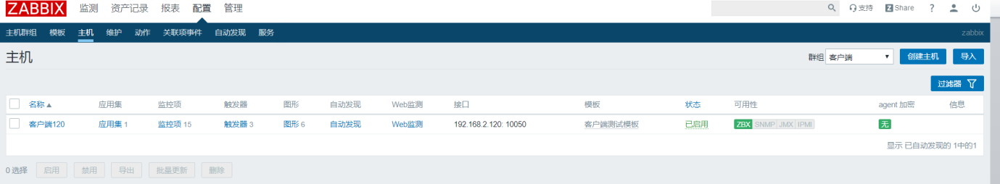 ZABBIX 监测 资产记录 报表 配置 管理 支持 Z Share ?
主机群组 模板 主机 维护 动作 关联项事件 自动发现 服务 zabbix
主机 群组 客户端 创建主机 导入
过滤器
名称 应用集 监控项 触发器 图形 自动发现 Web监测 接口 模板 状态 可用性 agent 加密 信息
客户端120 应用集 1 监控项 15 触发器 3 图形 6 自动发现 Web监测 192.168.2.120: 10050 客户端测试模板 已启用 ZBX SNMP JMX IPMI 无
显示 已自动发现的 1中的1
0 选择 启用 禁用 导出 批量更新 删除